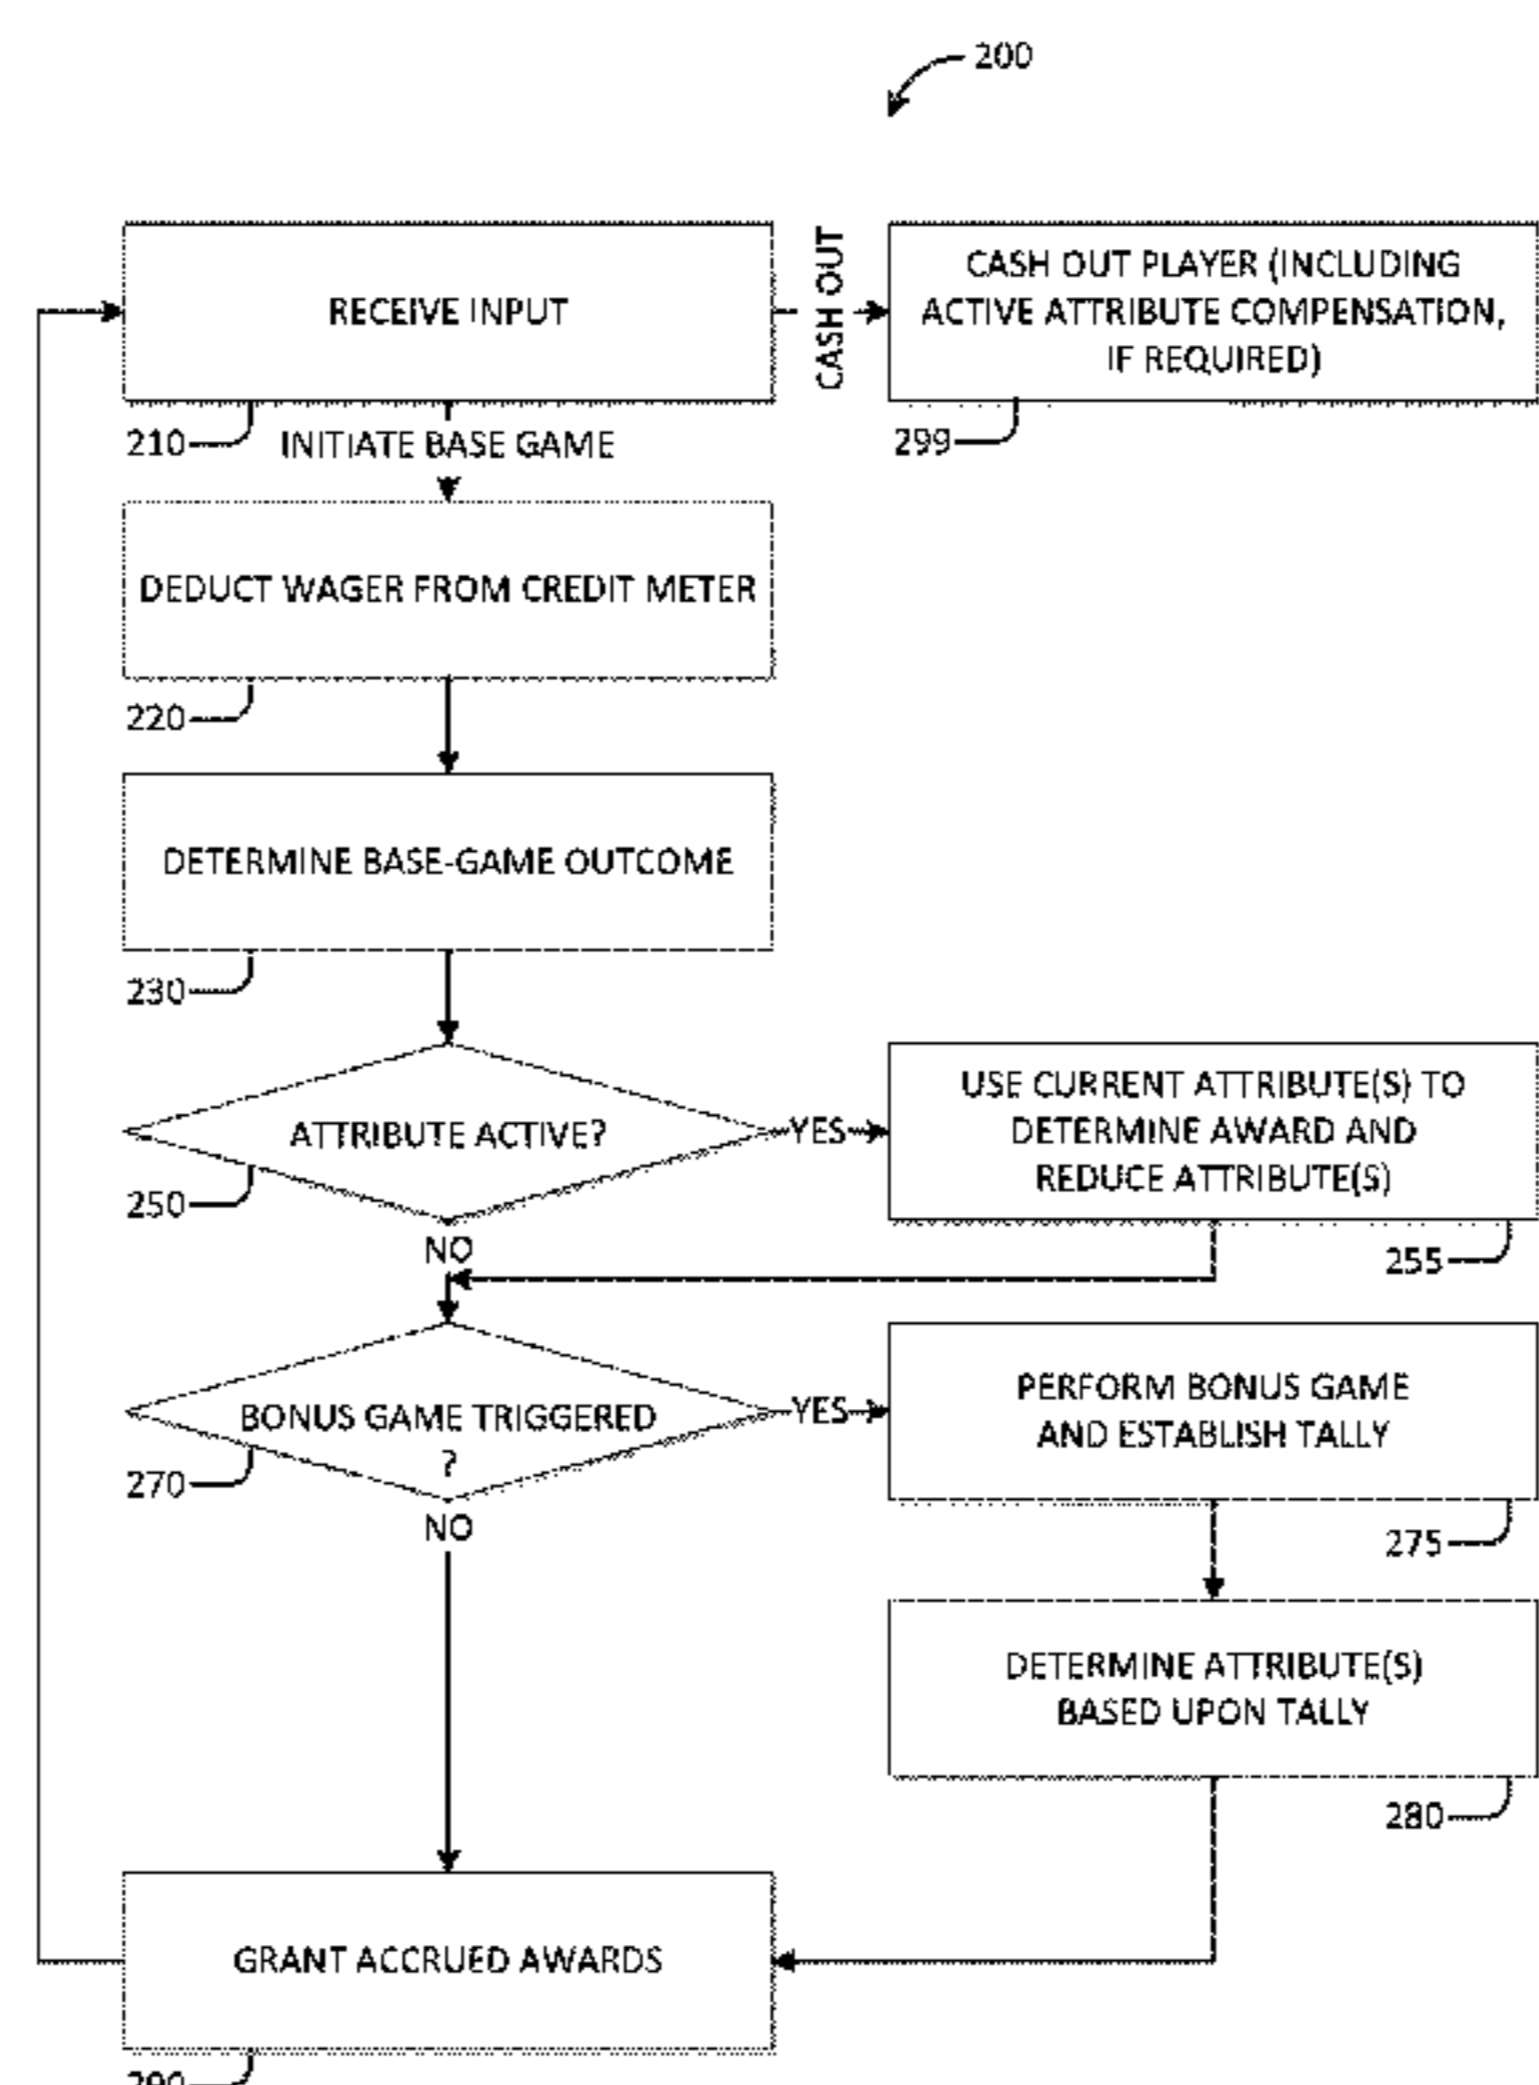 200
RECEIVE INPUT
CASH OUT
CASH OUT PLAYER (INCLUDING
ACTIVE ATTRIBUTE COMPENSATION,
IF REQUIRED)
210
INITIATE BASE GAME
299
DEDUCT WAGER FROM CREDIT METER
220
DETERMINE BASE-GAME OUTCOME
230
ATTRIBUTE ACTIVE?
YES
USE CURRENT ATTRIBUTE(S) TO
DETERMINE AWARD AND
REDUCE ATTRIBUTE(S)
250
NO
255
BONUS GAME TRIGGERED
?
YES
PERFORM BONUS GAME
AND ESTABLISH TALLY
270
NO
275
DETERMINE ATTRIBUTE(S)
BASED UPON TALLY
280
GRANT ACCRUED AWARDS
290